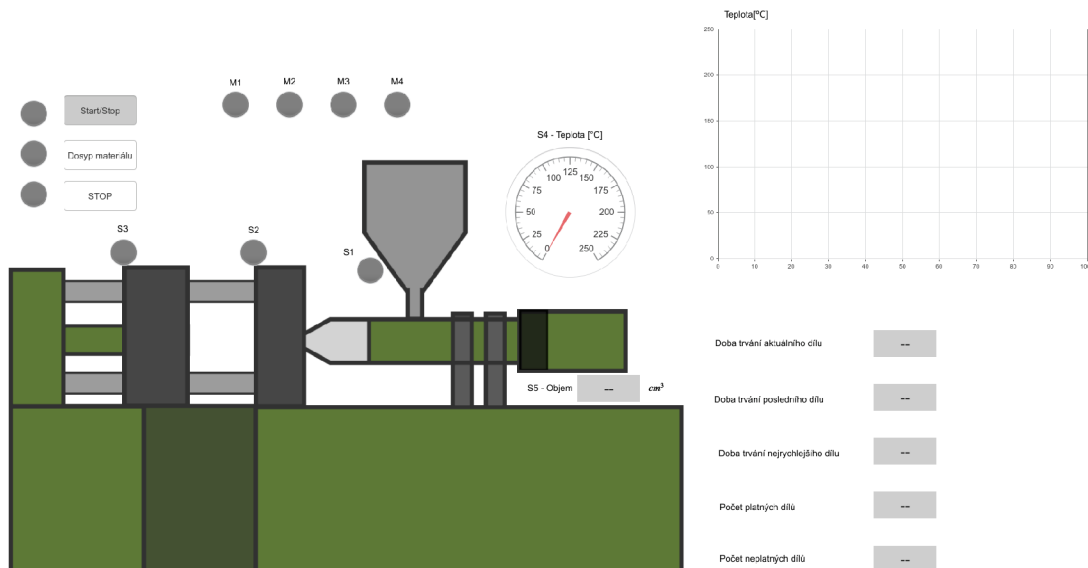 Teplota[°C]
250
200
150
100
50
0
0 10 20 30 40 50 60 70 80 90 100
M1 M2 M3 M4
Start/Stop
Dosyp materiálu
STOP
S4 - Teplota [°C]
0 25 50 75 100 125 150 175 200 225 250
S3 S2 S1
Doba trvání aktuálního dílu --
S5 - Objem -- cm³
Doba trvání posledního dílu --
Doba trvání nejrychlejšího dílu --
Počet platných dílů --
Počet neplatných dílů --